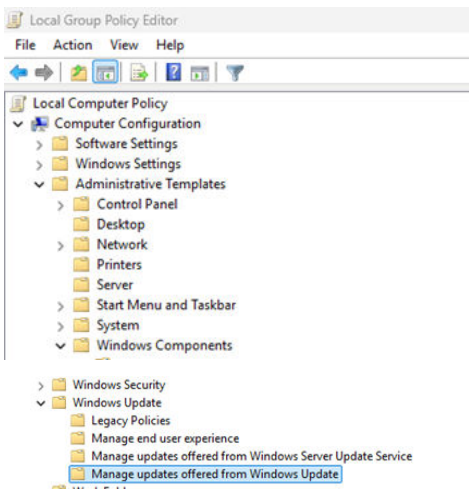 Local Group Policy Editor
File Action View Help
Local Computer Policy
Computer Configuration
Software Settings
Windows Settings
Administrative Templates
Control Panel
Desktop
Network
Printers
Server
Start Menu and Taskbar
System
Windows Components
Windows Security
Windows Update
Legacy Policies
Manage end user experience
Manage updates offered from Windows Server Update Service
Manage updates offered from Windows Update